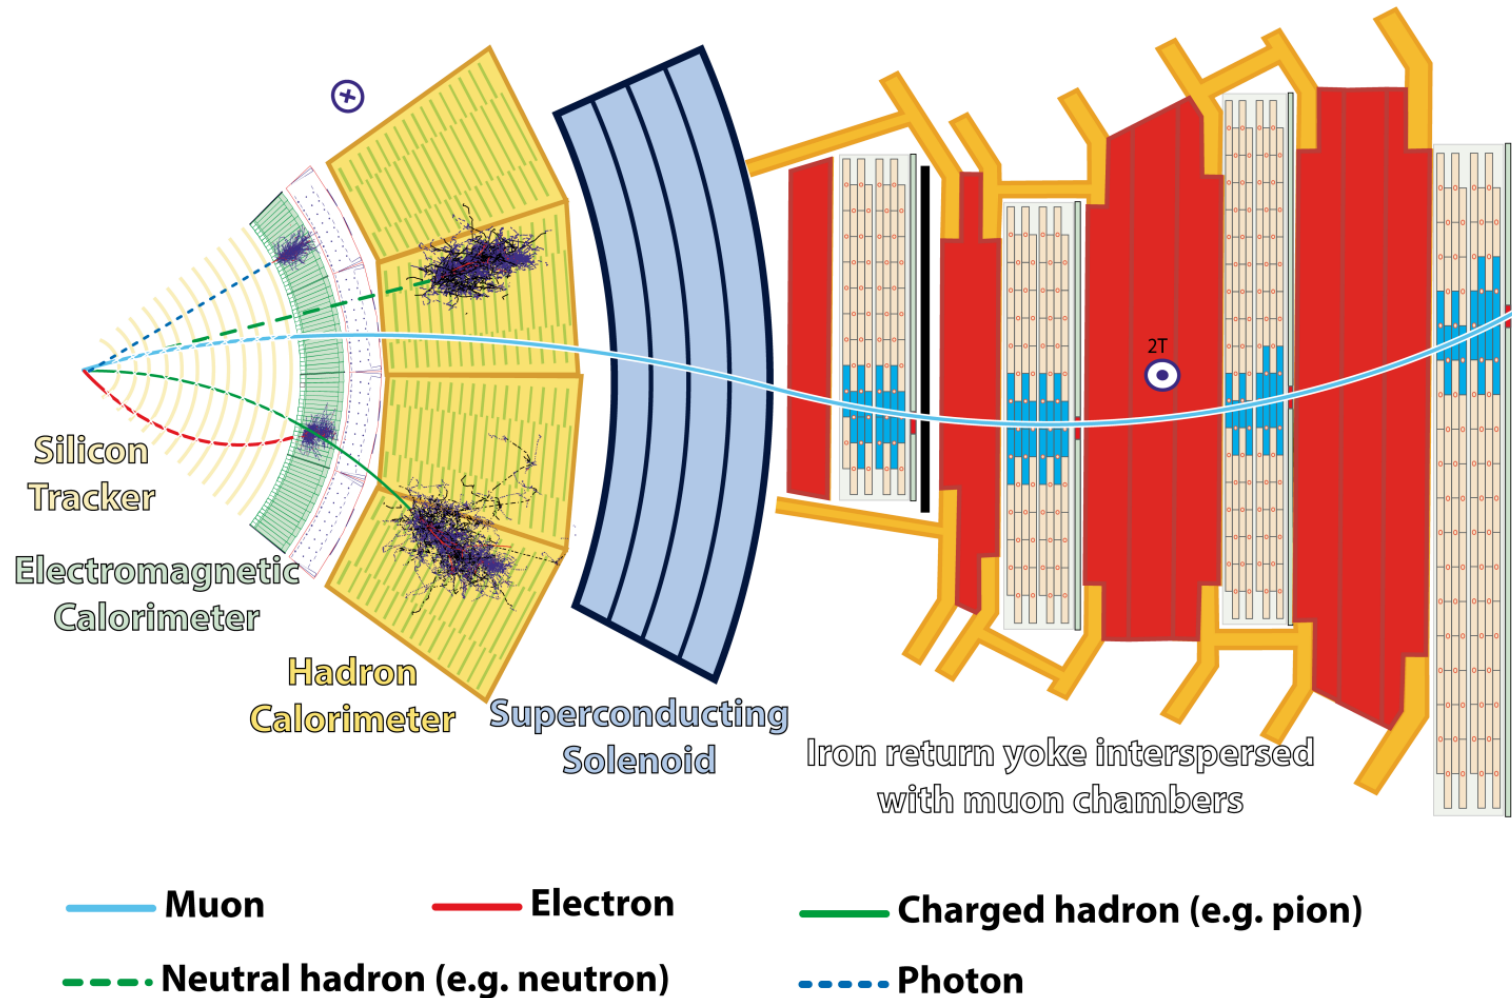 2T
Silicon
Tracker
Electromagnetic
Calorimeter
Hadron
Calorimeter
Superconducting
Solenoid
Iron return yoke interspersed
with muon chambers
Muon
Electron
Charged hadron (e.g. pion)
Neutral hadron (e.g. neutron)
Photon